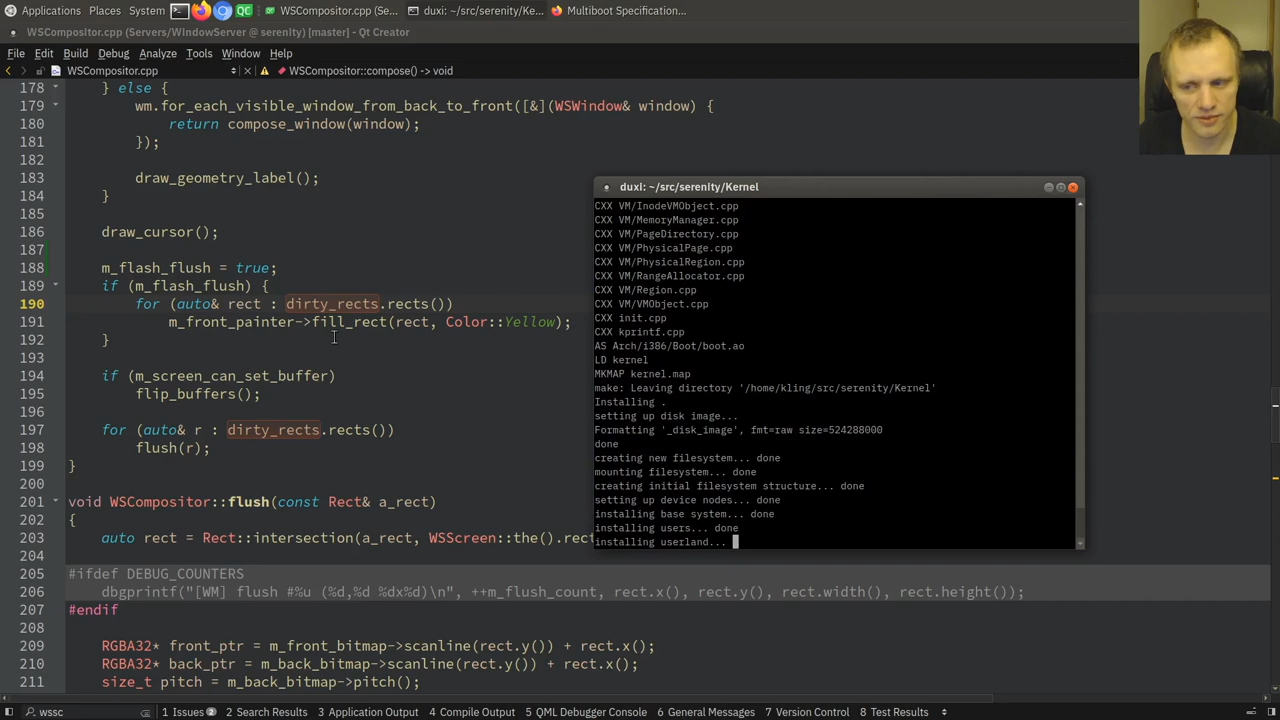 Applications Places System WSCompositor.cpp (Se... duxi: ~/src/serenity/Ke... Multiboot Specification...
WSCompositor.cpp (Servers/WindowServer @ serenity) [master] - Qt Creator
File Edit Build Debug Analyze Tools Window Help
WSCompositor.cpp WSCompositor::compose() -> void
178 } else {
179 wm.for_each_visible_window_from_back_to_front([&](WSWindow& window) {
180 return compose_window(window);
181 });
182
183 draw_geometry_label();
184 }
185
186 draw_cursor();
187
188 m_flash_flush = true;
189 if (m_flash_flush) {
190 for (auto& rect : dirty_rects.rects())
191 m_front_painter->fill_rect(rect, Color::Yellow);
192 }
193
194 if (m_screen_can_set_buffer)
195 flip_buffers();
196
197 for (auto& r : dirty_rects.rects())
198 flush(r);
199 }
200
201 void WSCompositor::flush(const Rect& a_rect)
202 {
203 auto rect = Rect::intersection(a_rect, WSScreen::the().rec
204
205 #ifdef DEBUG_COUNTERS
206 dbgprintf("[WM] flush #%u (%d,%d %dx%d)\n", ++m_flush_count, rect.x(), rect.y(), rect.width(), rect.height());
207 #endif
208
209 RGBA32* front_ptr = m_front_bitmap->scanline(rect.y()) + rect.x();
210 RGBA32* back_ptr = m_back_bitmap->scanline(rect.y()) + rect.x();
211 size_t pitch = m_back_bitmap->pitch();
duxi: ~/src/serenity/Kernel
CXX VM/InodeVMObject.cpp
CXX VM/MemoryManager.cpp
CXX VM/PageDirectory.cpp
CXX VM/PhysicalPage.cpp
CXX VM/PhysicalRegion.cpp
CXX VM/RangeAllocator.cpp
CXX VM/Region.cpp
CXX VM/VMObject.cpp
CXX init.cpp
CXX kprintf.cpp
AS Arch/i386/Boot/boot.ao
LD kernel
MKMAP kernel.map
make: Leaving directory '/home/kling/src/serenity/Kernel'
Installing .
setting up disk image...
Formatting '_disk_image', fmt=raw size=524288000
done
creating new filesystem... done
mounting filesystem... done
creating initial filesystem structure... done
setting up device nodes... done
installing base system... done
installing users... done
installing userland...
wssc 1 Issues 2 2 Search Results 3 Application Output 4 Compile Output 5 QML Debugger Console 6 General Messages 7 Version Control 8 Test Results